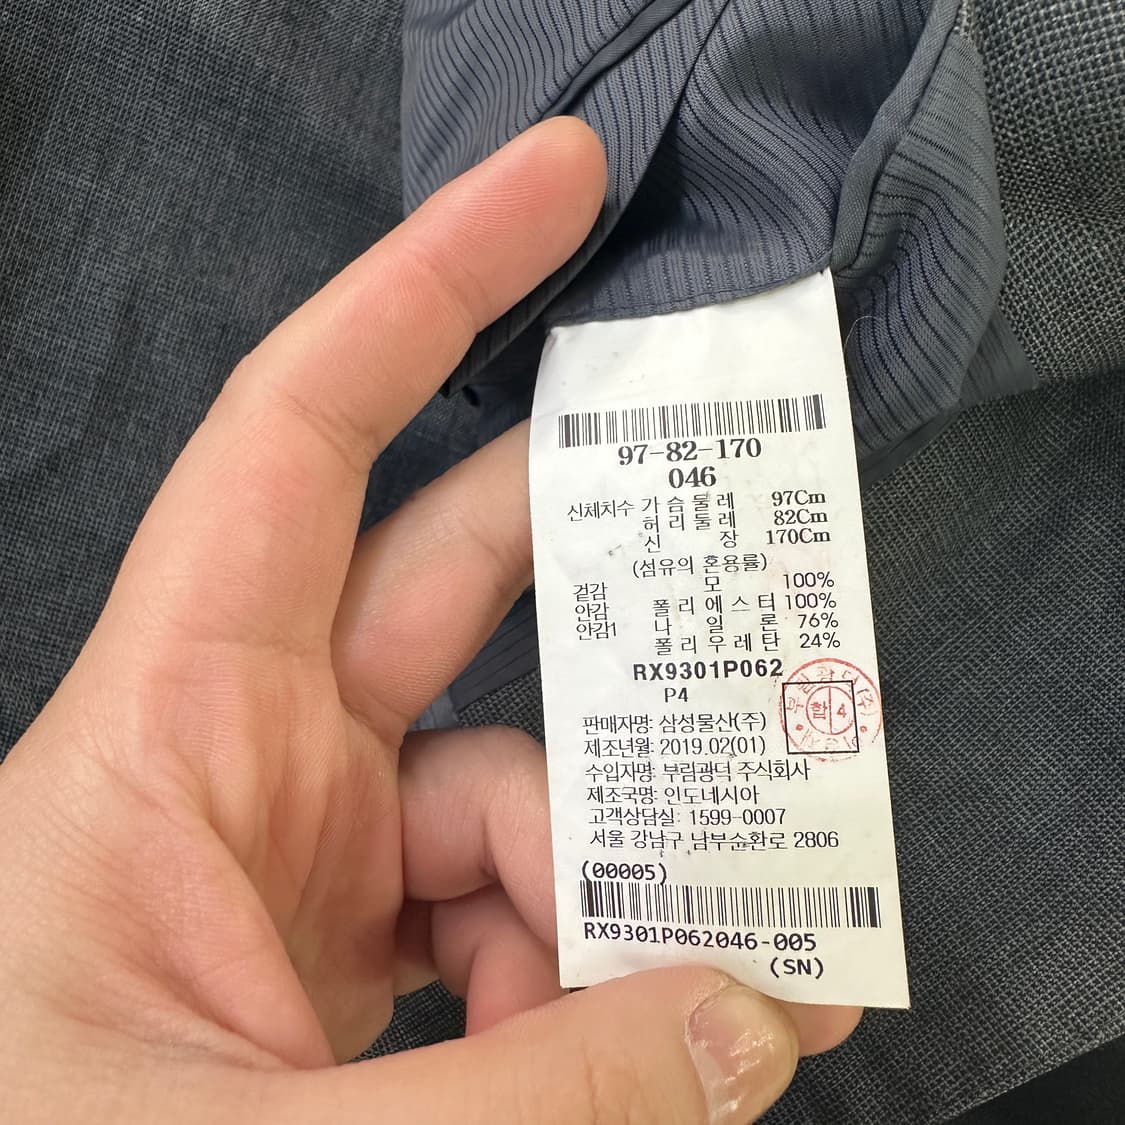 97-82-170
046
신체치수 가슴둘레 97Cm
허리둘레 82Cm
신장 170Cm
(섬유의 혼용률)
겉감 모 100%
안감 폴리에스터 100%
안감1 나일론 76%
폴리우레탄 24%
RX9301P062
P4
합 4
판매자명: 삼성물산(주)
제조년월: 2019.02(01)
수입자명: 부림광덕 주식회사
제조국명: 인도네시아
고객상담실: 1599-0007
서울 강남구 남부순환로 2806
(00005)
RX9301P062046-005
(SN)